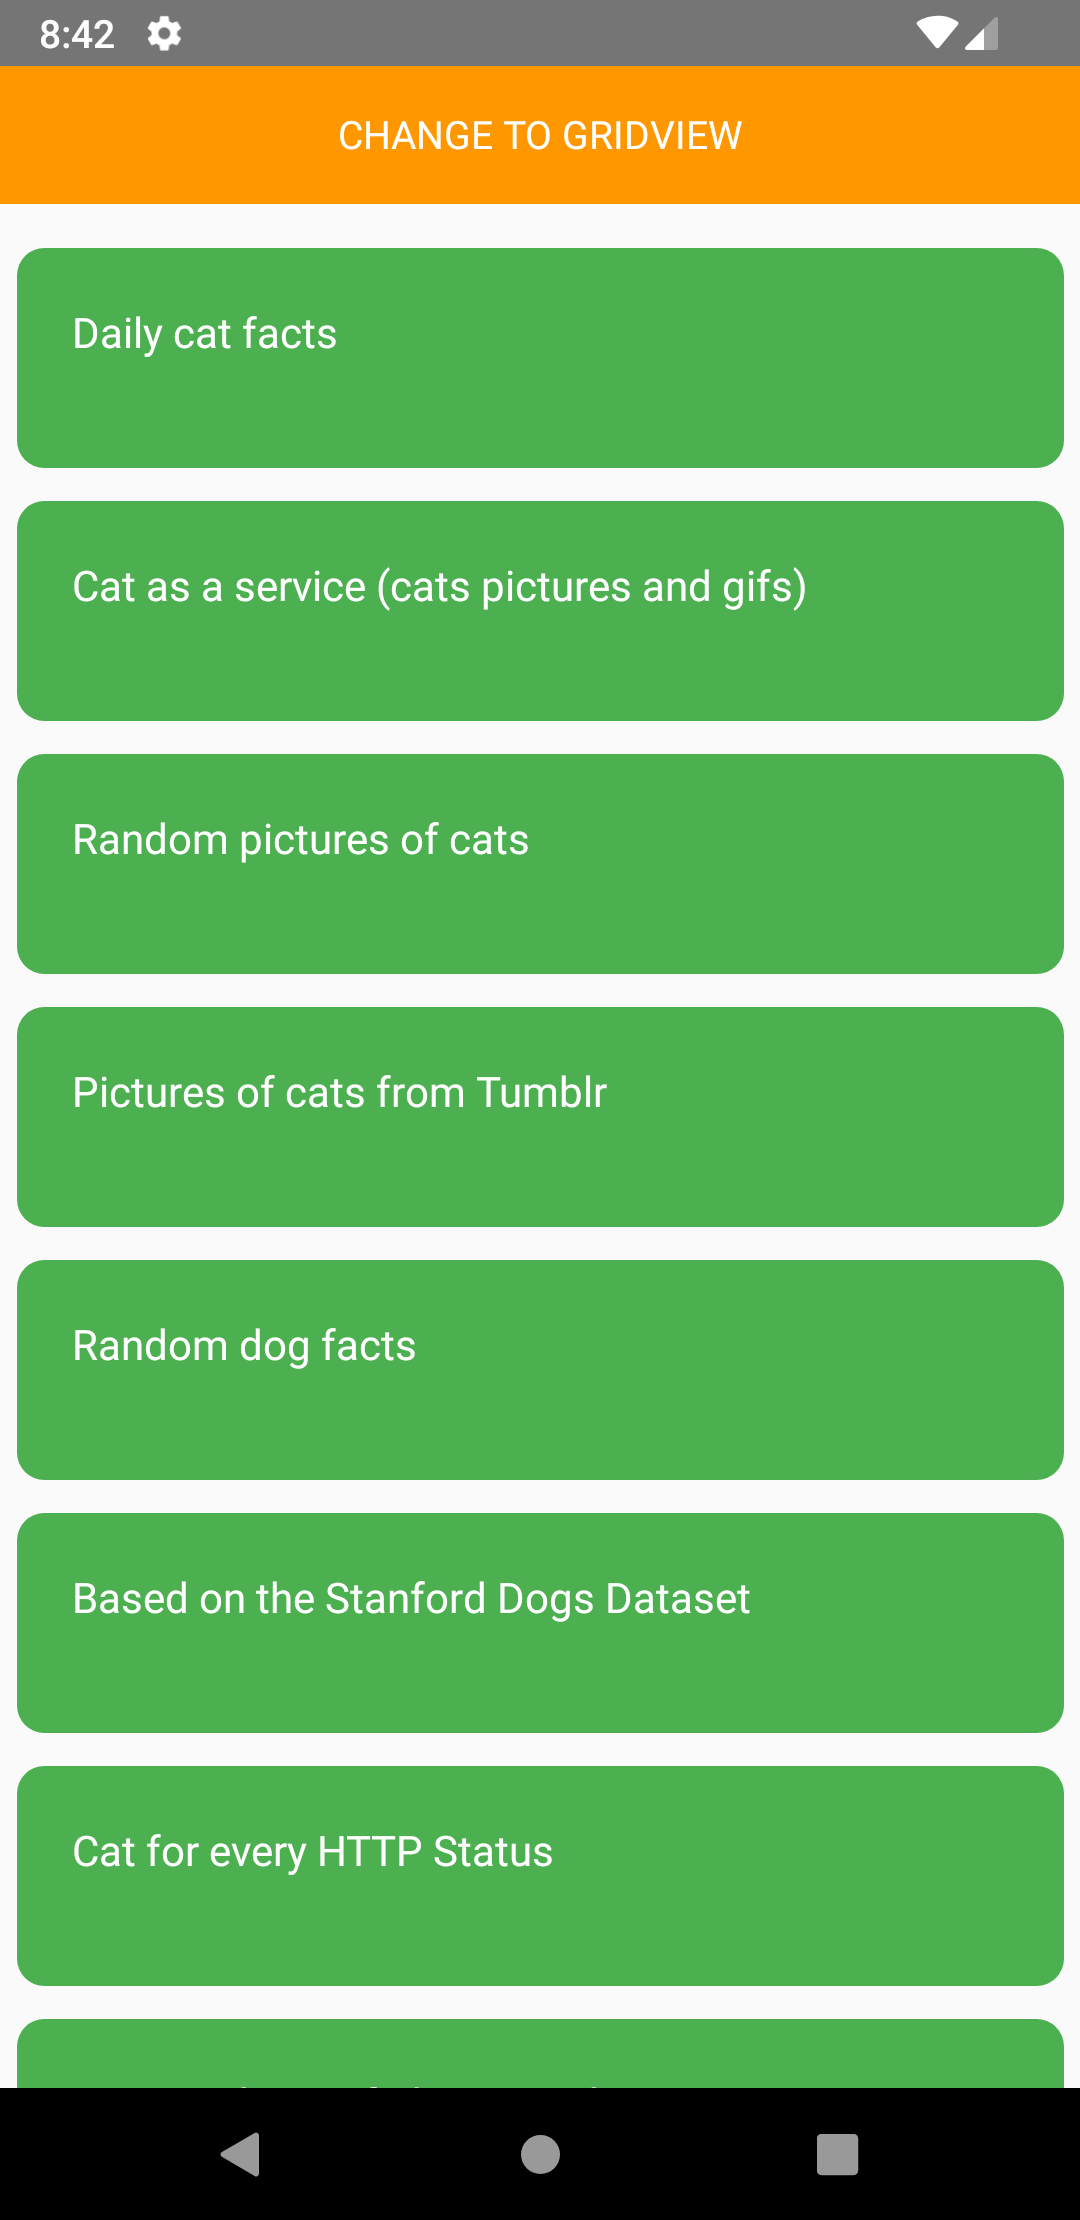 8:42
CHANGE TO GRIDVIEW
Daily cat facts
Cat as a service (cats pictures and gifs)
Random pictures of cats
Pictures of cats from Tumblr
Random dog facts
Based on the Stanford Dogs Dataset
Cat for every HTTP Status